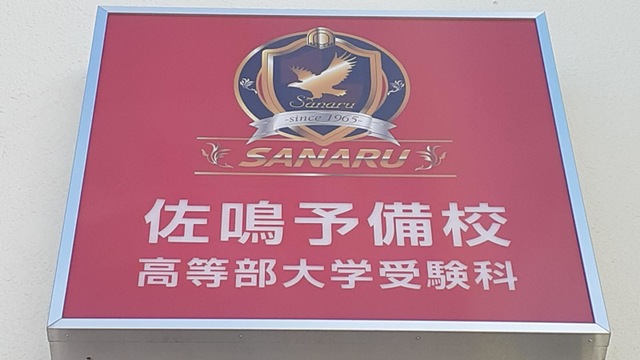 Sanaru
-since 1965-
SANARU
佐鳴予備校
高等部大学受験科